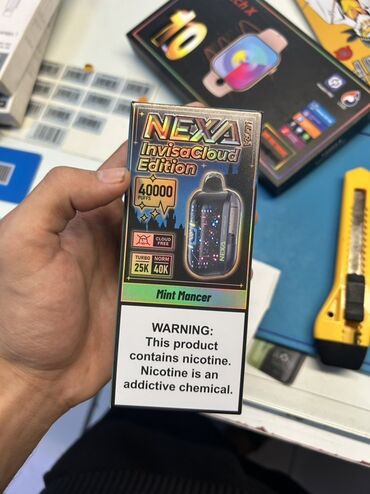 10
NEXA
InvisaCloud
Edition
40000
PUFFS
CLOUD
FREE
TURBO
25K
NORM
40K
NEXA
Mint Mancer
WARNING:
This product
contains nicotine.
Nicotine is an
addictive chemical.